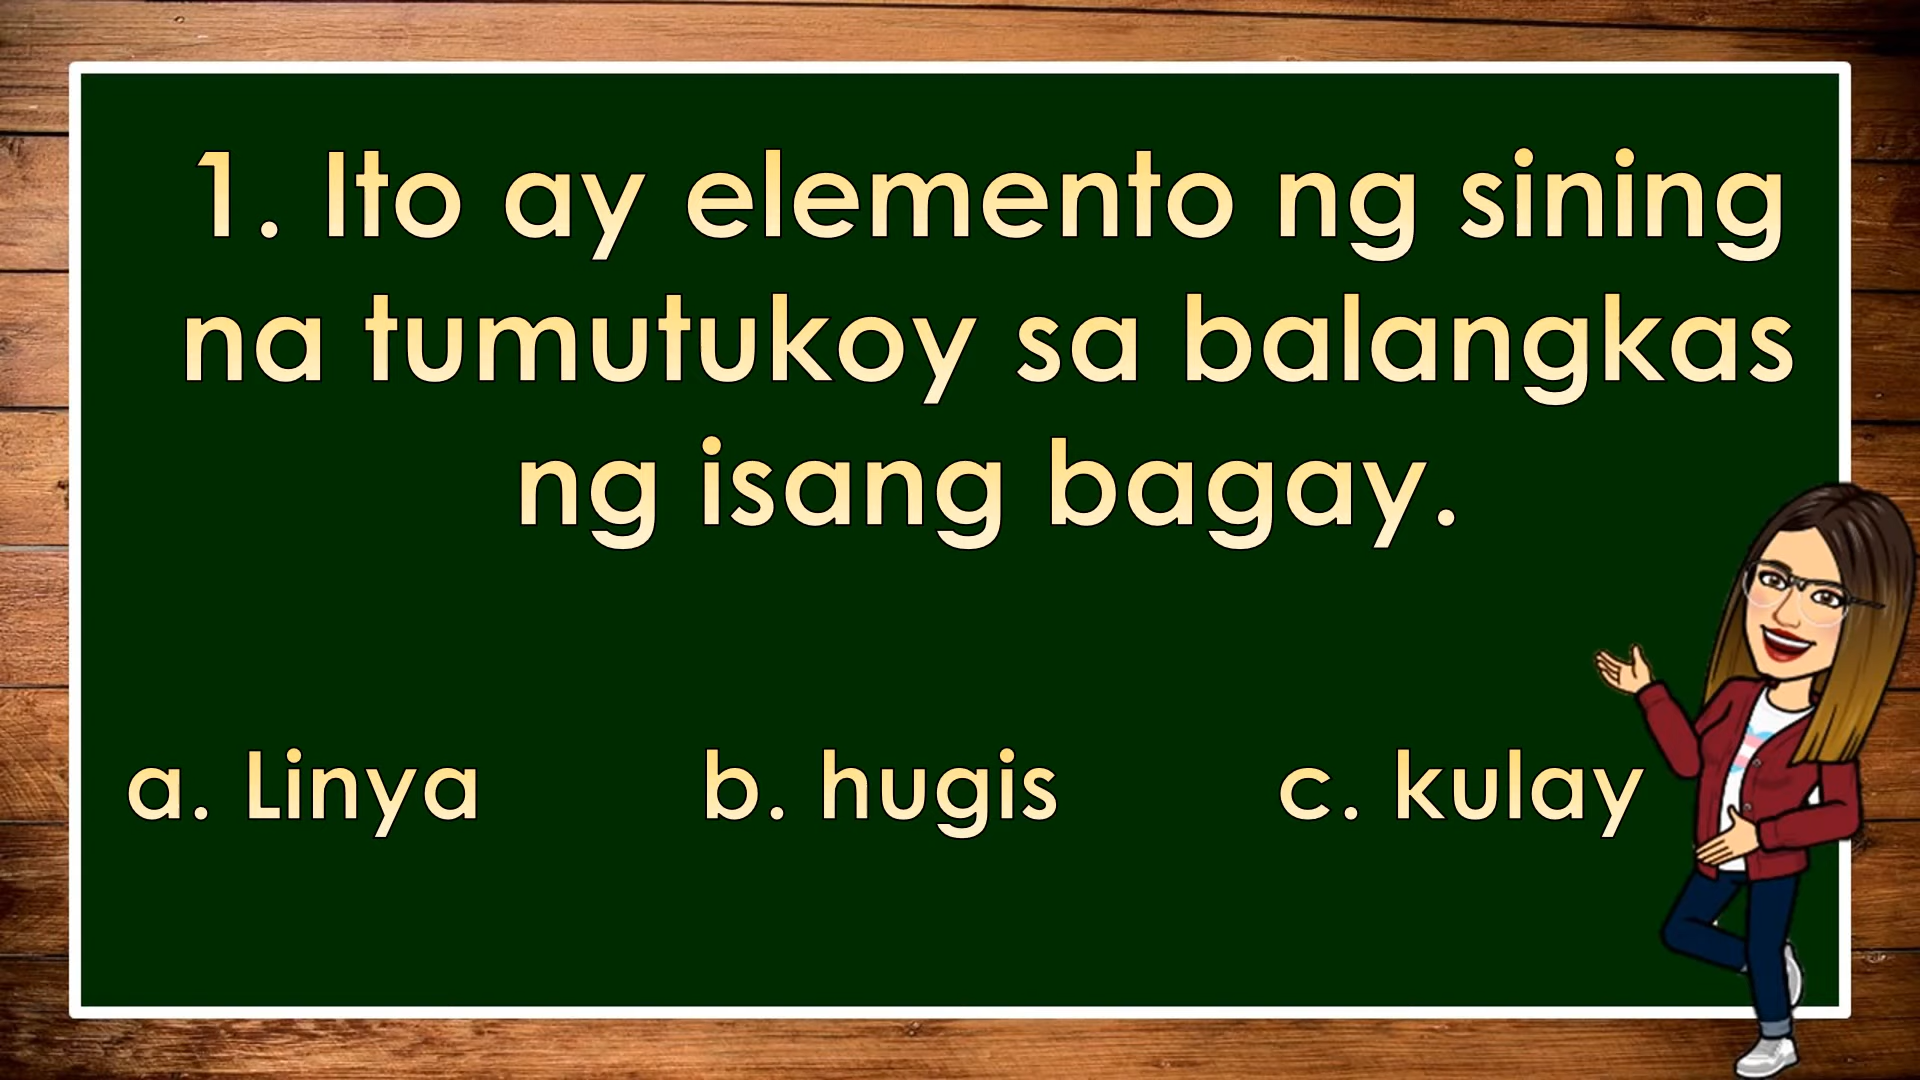 1. Ito ay elemento ng sining
na tumutukoy sa balangkas
ng isang bagay.
a. Linya b. hugis c. kulay